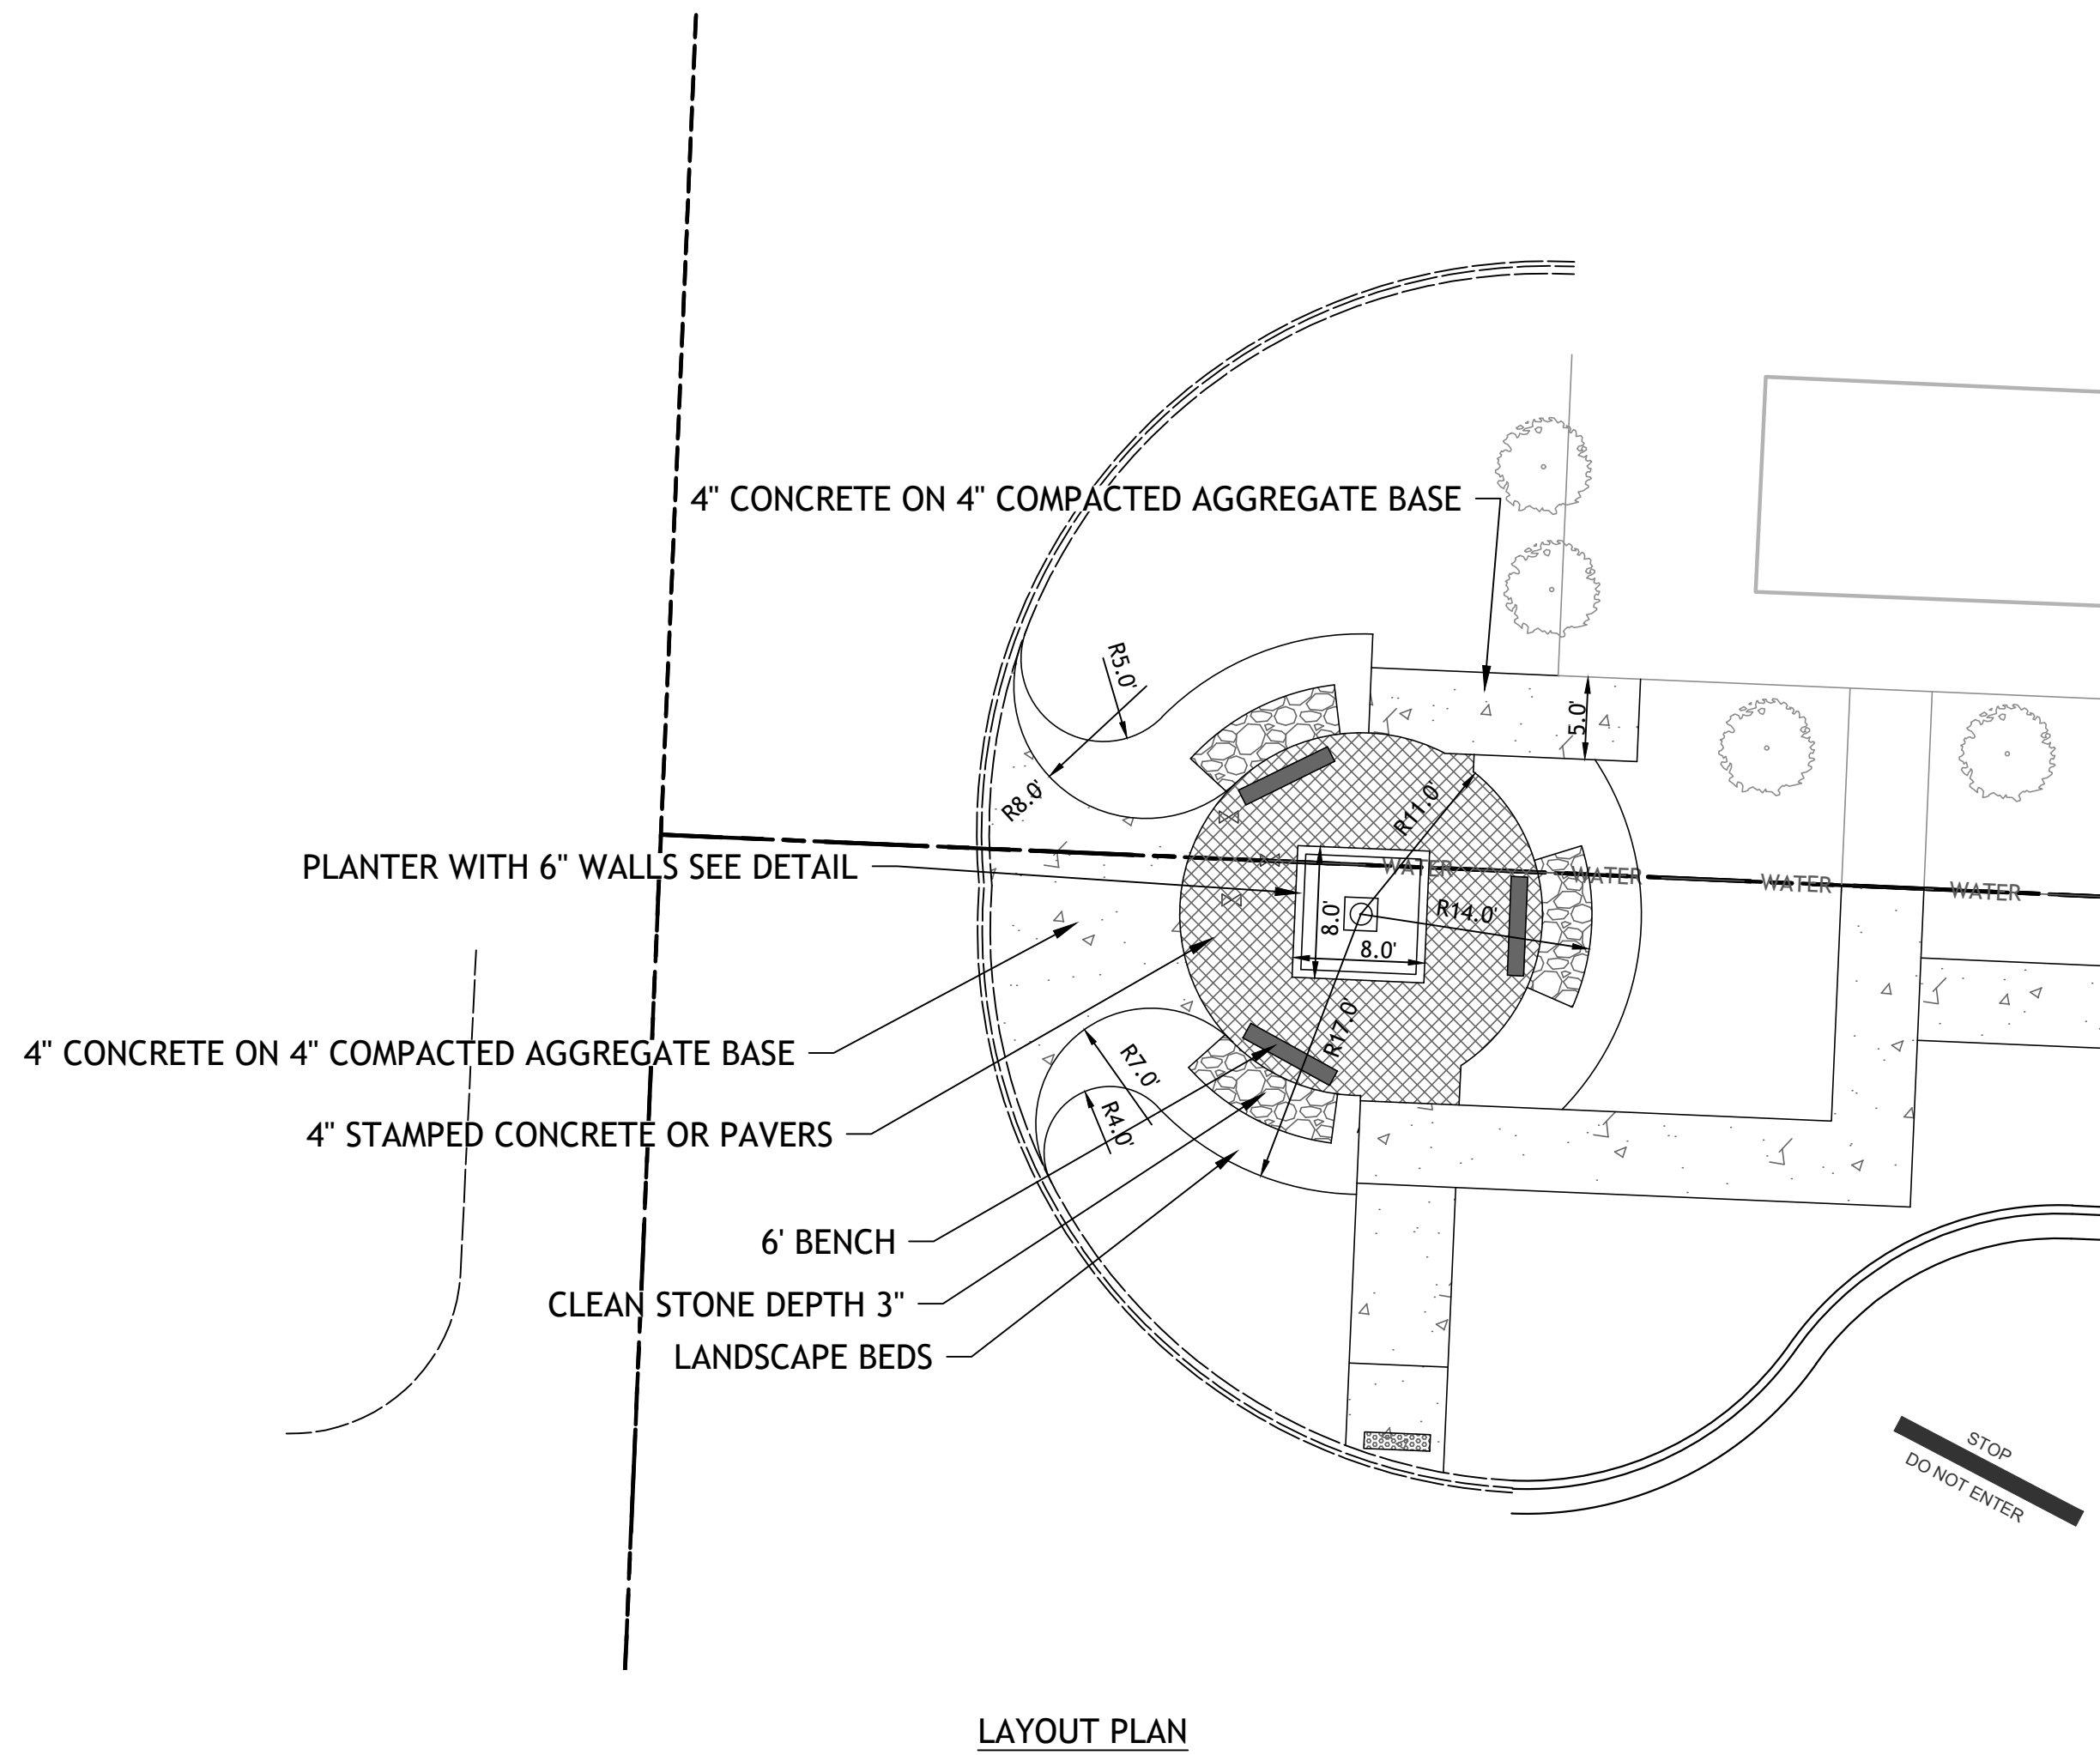 4" CONCRETE ON 4" COMPACTED AGGREGATE BASE
R5.0'
5.0'
R8.0'
R11.0'
PLANTER WITH 6" WALLS SEE DETAIL
WATER
WATER
WATER
WATER
8.0'
R14.0'
8.0'
R17.0'
4" CONCRETE ON 4" COMPACTED AGGREGATE BASE
R7.0'
R4.0'
4" STAMPED CONCRETE OR PAVERS
6' BENCH
CLEAN STONE DEPTH 3"
LANDSCAPE BEDS
STOP
DO NOT ENTER
LAYOUT PLAN